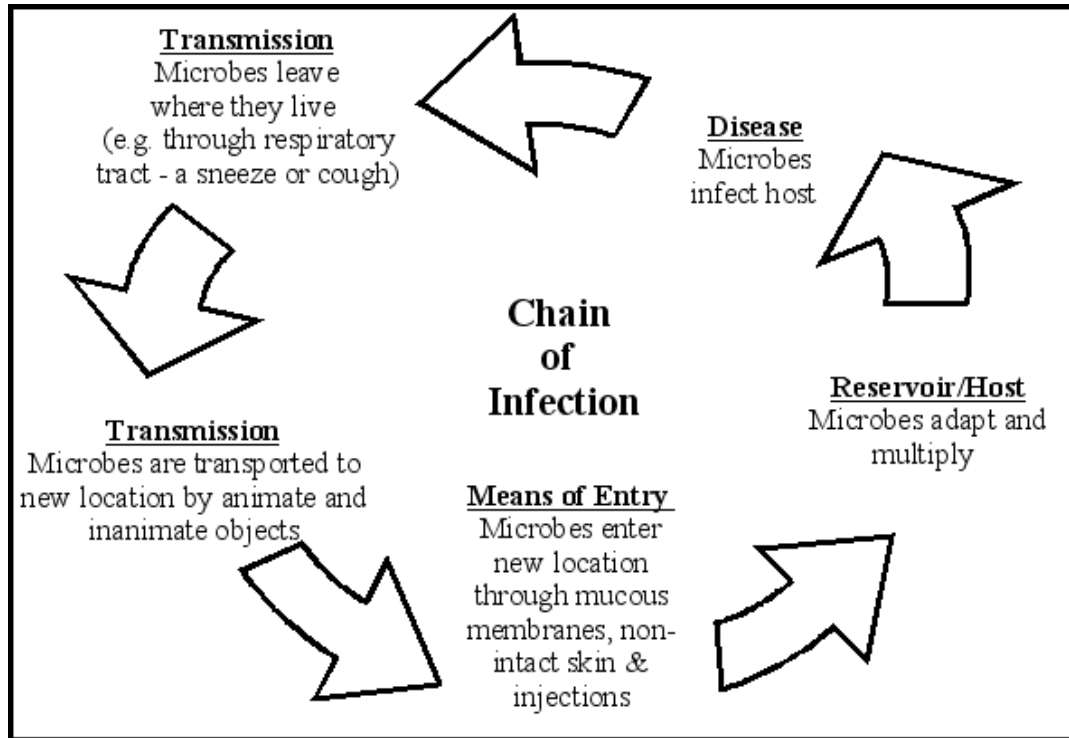 Transmission
Microbes leave
where they live
(e.g. through respiratory
tract - a sneeze or cough)
Disease
Microbes
infect host
Chain
of
Infection
Reservoir/Host
Microbes adapt and
multiply
Transmission
Microbes are transported to
new location by animate and
inanimate objects
Means of Entry
Microbes enter
new location
through mucous
membranes, non-
intact skin &
injections